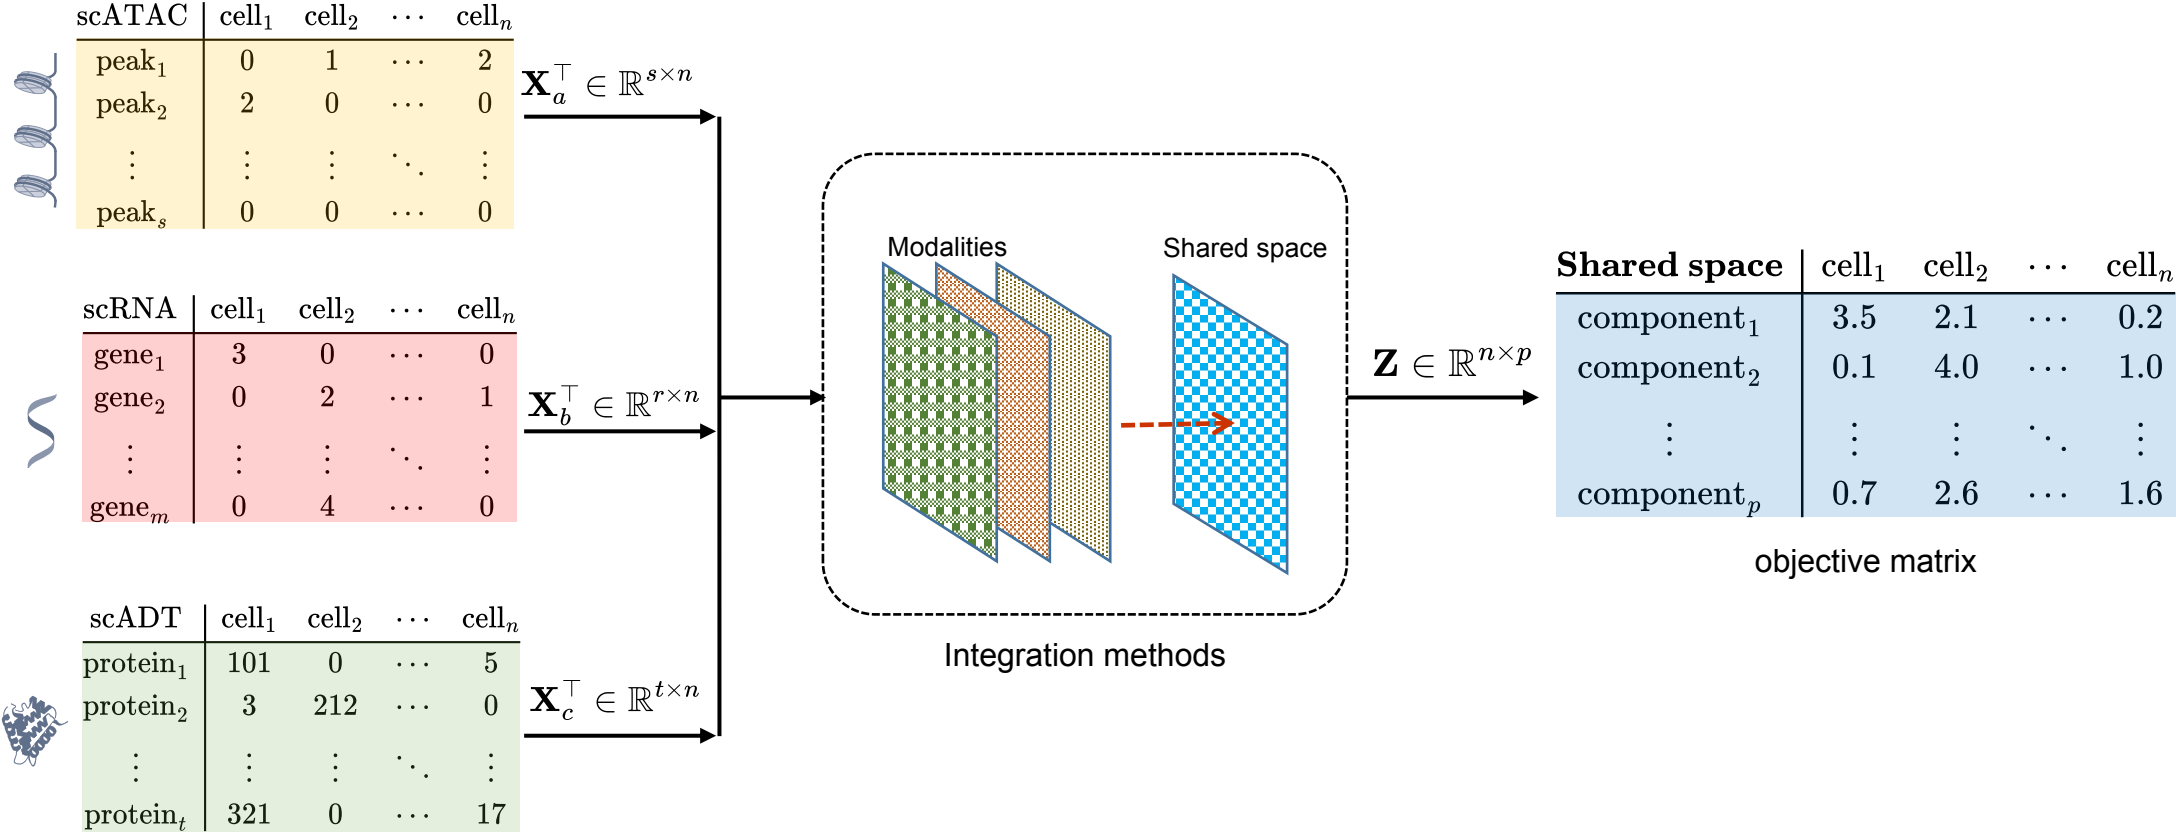 scATAC cell₁ cell₂ ⋯ cellₙ
peak₁ 0 1 ⋯ 2
peak₂ 2 0 ⋯ 0
⋮ ⋮ ⋮ ⋱ ⋮
peakₛ 0 0 ⋯ 0
𝐗ₐ^⊤ ∈ ℝ^{s×n}
scRNA cell₁ cell₂ ⋯ cellₙ
gene₁ 3 0 ⋯ 0
gene₂ 0 2 ⋯ 1
⋮ ⋮ ⋮ ⋱ ⋮
geneₘ 0 4 ⋯ 0
𝐗_b^⊤ ∈ ℝ^{r×n}
scADT cell₁ cell₂ ⋯ cellₙ
protein₁ 101 0 ⋯ 5
protein₂ 3 212 ⋯ 0
⋮ ⋮ ⋮ ⋱ ⋮
proteinₜ 321 0 ⋯ 17
𝐗_c^⊤ ∈ ℝ^{t×n}
Modalities
Shared space
Integration methods
𝐙 ∈ ℝ^{n×p}
Shared space cell₁ cell₂ ⋯ cellₙ
component₁ 3.5 2.1 ⋯ 0.2
component₂ 0.1 4.0 ⋯ 1.0
⋮ ⋮ ⋮ ⋱ ⋮
componentₚ 0.7 2.6 ⋯ 1.6
objective matrix